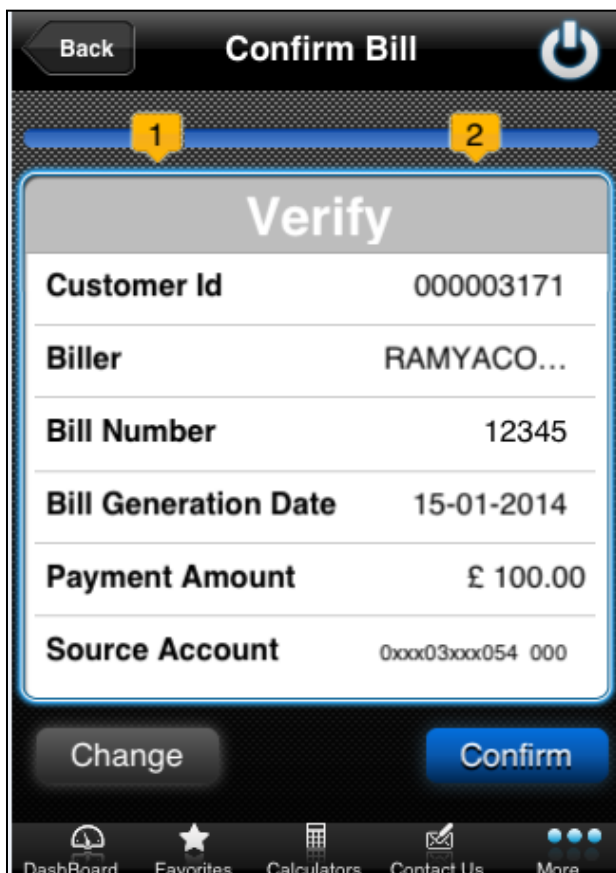 Back Confirm Bill
1 2
Verify
Customer Id 000003171
Biller RAMYACO...
Bill Number 12345
Bill Generation Date 15-01-2014
Payment Amount £ 100.00
Source Account 0xxx03xxx054 000
Change Confirm
DashBoard Favorites Calculators Contact Us More